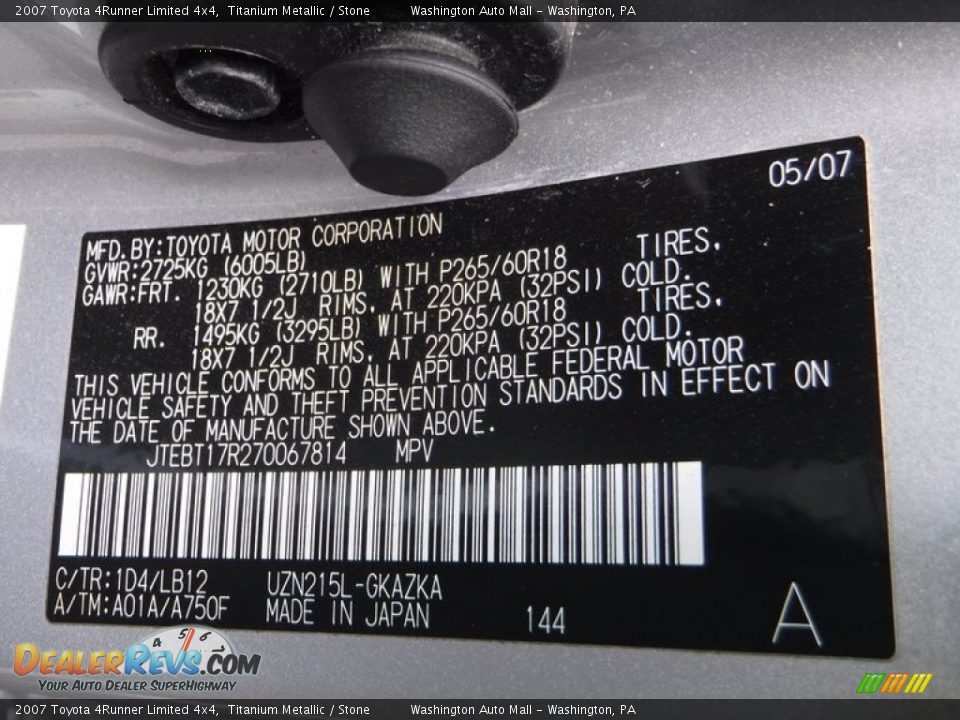 2007 Toyota 4Runner Limited 4x4, Titanium Metallic / Stone Washington Auto Mall - Washington, PA
05/07
MFD.BY:TOYOTA MOTOR CORPORATION
GVWR:2725KG (6005LB)
GAWR:FRT. 1230KG (2710LB) WITH P265/60R18 TIRES,
18X7 1/2J RIMS, AT 220KPA (32PSI) COLD.
RR. 1495KG (3295LB) WITH P265/60R18 TIRES,
18X7 1/2J RIMS, AT 220KPA (32PSI) COLD.
THIS VEHICLE CONFORMS TO ALL APPLICABLE FEDERAL MOTOR
VEHICLE SAFETY AND THEFT PREVENTION STANDARDS IN EFFECT ON
THE DATE OF MANUFACTURE SHOWN ABOVE.
JTEBT17R270067814 MPV
C/TR:1D4/LB12 UZN215L-GKAZKA
A/TM:A01A/A750F MADE IN JAPAN 144 A
4 5 6
DEALERREVS.COM
YOUR AUTO DEALER SUPERHIGHWAY
2007 Toyota 4Runner Limited 4x4, Titanium Metallic / Stone Washington Auto Mall - Washington, PA